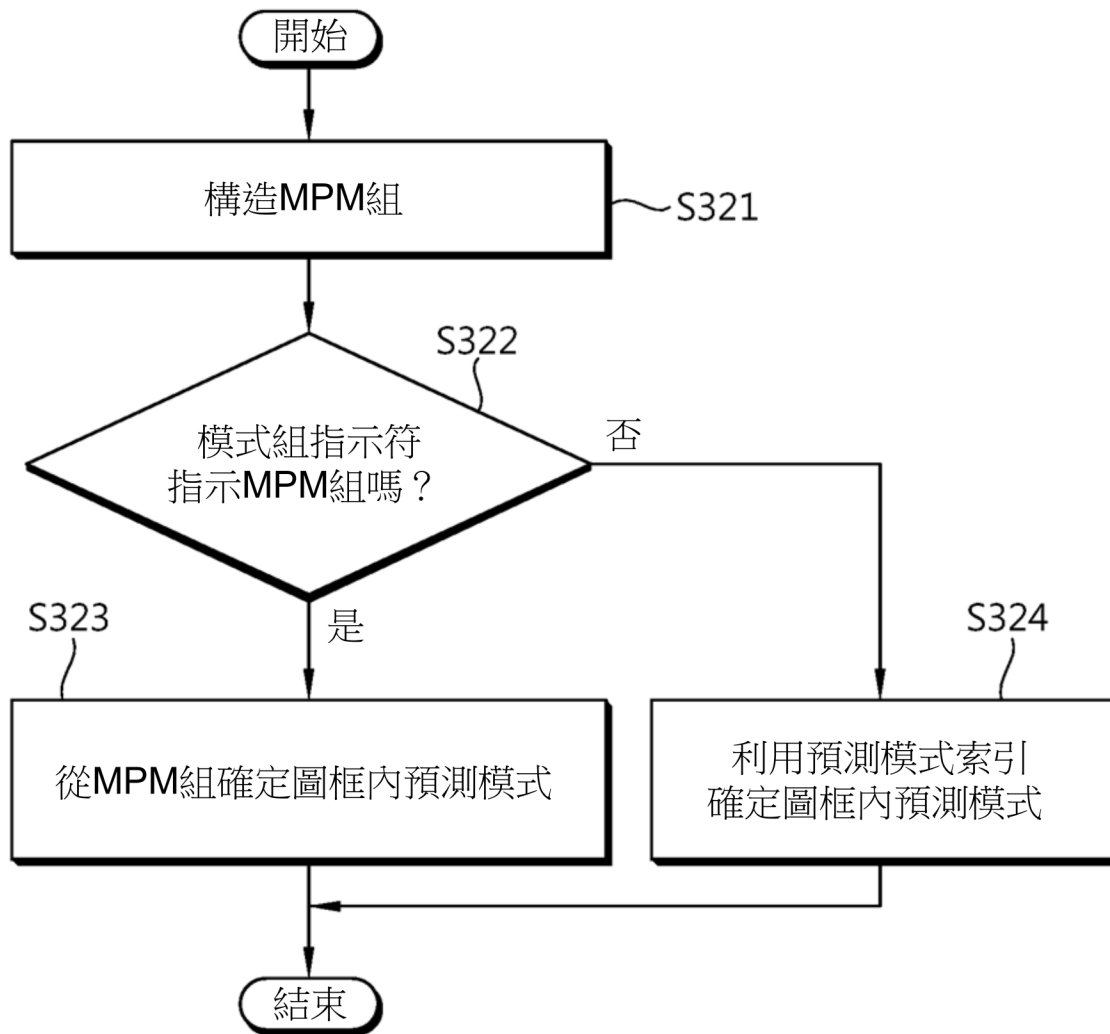 開始
構造MPM組
S321
S322
模式組指示符
指示MPM組嗎？
否
是
S323
S324
從MPM組確定圖框內預測模式
利用預測模式索引
確定圖框內預測模式
結束